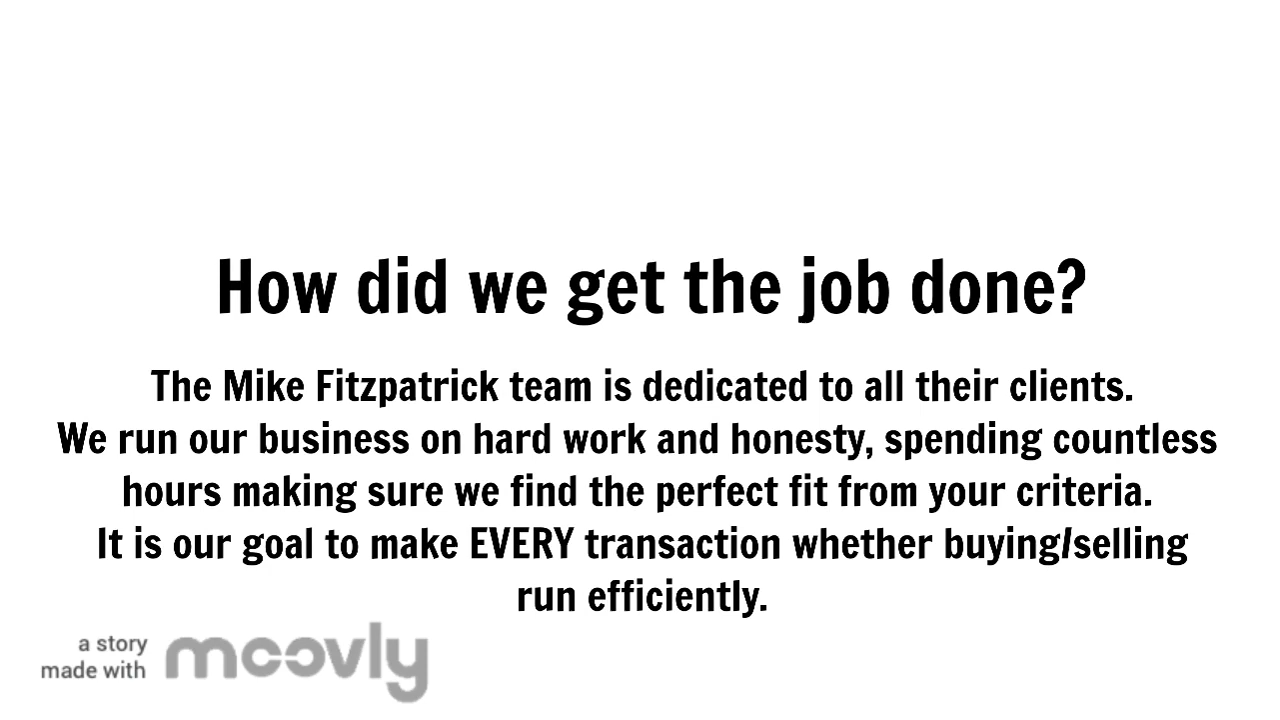 How did we get the job done?
The Mike Fitzpatrick team is dedicated to all their clients.
We run our business on hard work and honesty, spending countless
hours making sure we find the perfect fit from your criteria.
It is our goal to make EVERY transaction whether buying/selling
run efficiently.
a story
made with
moovly